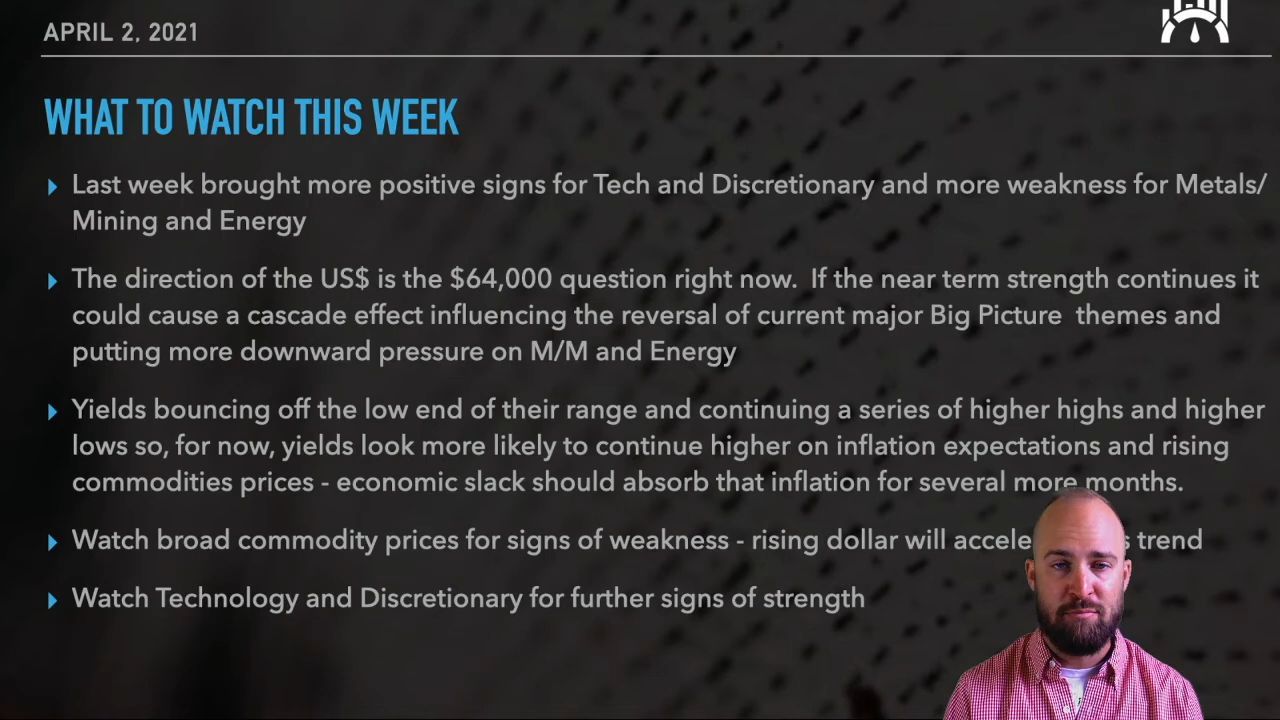 APRIL 2, 2021
WHAT TO WATCH THIS WEEK
Last week brought more positive signs for Tech and Discretionary and more weakness for Metals/
Mining and Energy
The direction of the US$ is the $64,000 question right now.  If the near term strength continues it
could cause a cascade effect influencing the reversal of current major Big Picture  themes and
putting more downward pressure on M/M and Energy
Yields bouncing off the low end of their range and continuing a series of higher highs and higher
lows so, for now, yields look more likely to continue higher on inflation expectations and rising
commodities prices - economic slack should absorb that inflation for several more months.
Watch broad commodity prices for signs of weakness - rising dollar will trend
Watch Technology and Discretionary for further signs of strength